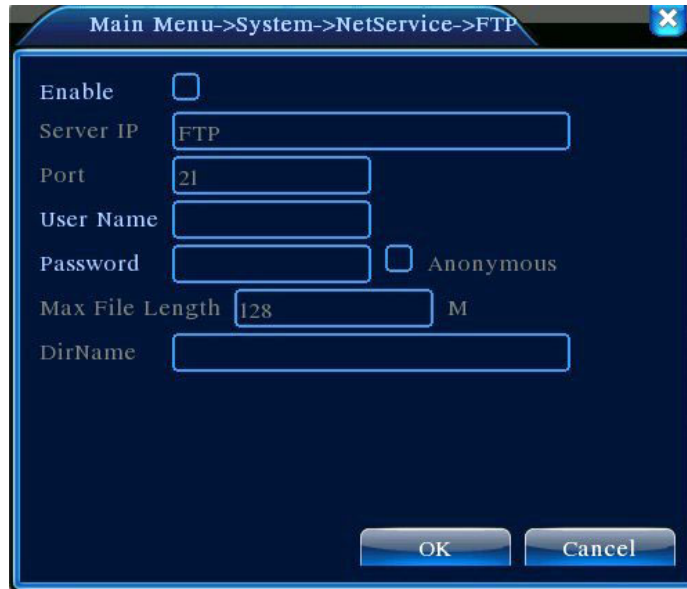 Main Menu->System->NetService->FTP
Enable
Server IP FTP
Port 21
User Name
Password Anonymous
Max File Length 128 M
DirName
OK Cancel